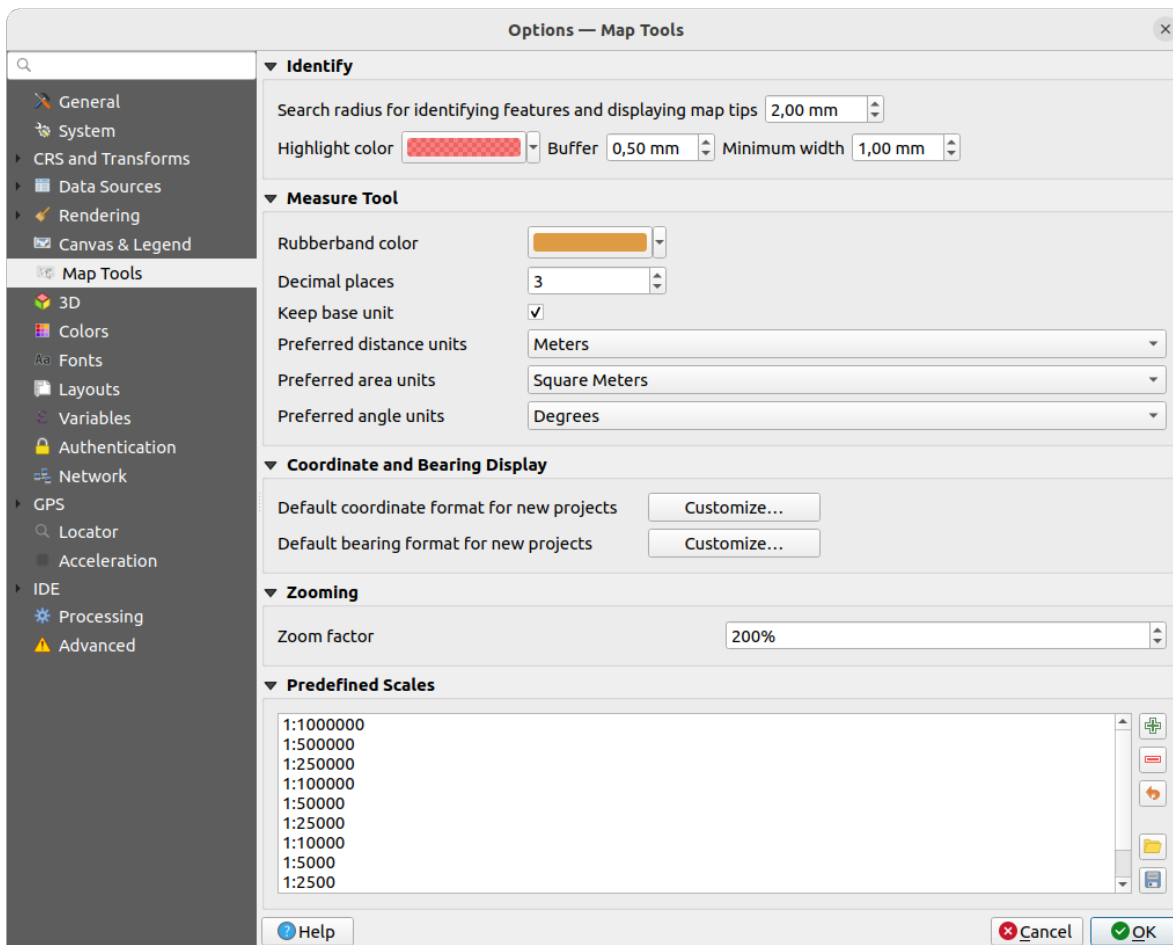 Options — Map Tools
General
System
CRS and Transforms
Data Sources
Rendering
Canvas & Legend
Map Tools
3D
Colors
Fonts
Layouts
Variables
Authentication
Network
GPS
Locator
Acceleration
IDE
Processing
Advanced
Identify
Search radius for identifying features and displaying map tips 2,00 mm
Highlight color Buffer 0,50 mm Minimum width 1,00 mm
Measure Tool
Rubberband color
Decimal places 3
Keep base unit
Preferred distance units Meters
Preferred area units Square Meters
Preferred angle units Degrees
Coordinate and Bearing Display
Default coordinate format for new projects Customize…
Default bearing format for new projects Customize…
Zooming
Zoom factor 200%
Predefined Scales
1:1000000
1:500000
1:250000
1:100000
1:50000
1:25000
1:10000
1:5000
1:2500
Help Cancel OK